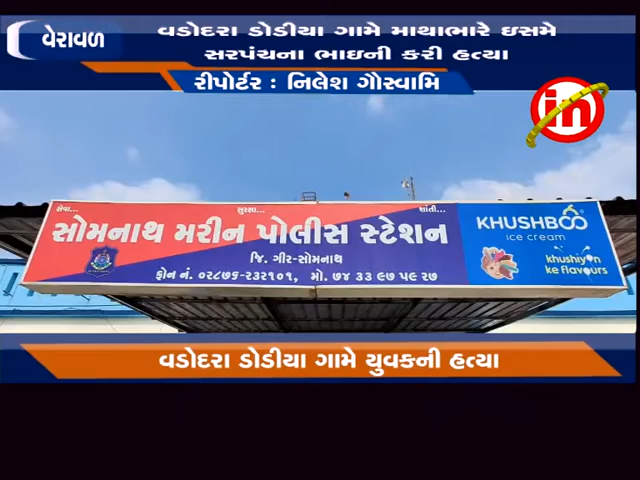 વેરાવળ
વડોદરા ડોડીયા ગામે માથાભારે ઇસમે
સરપંચના ભાઇની કરી હત્યા
રીપોર્ટર : નિલેશ ગૌસ્વામિ
in
સેવા... સુરક્ષા... શાંતી...
સોમનાથ મરીન પોલીસ સ્ટેશન
જિ. ગીર-સોમનાથ
ફોન નં. ૦૨૮૭૬-૨૩૨૧૦૧, મો. ૭૪ ૩૩ ૯૭ ૫૯ ૨૭
KHUSHBOO
ice cream
khushiyon
ke flavours
વડોદરા ડોડીયા ગામે યુવકની હત્યા